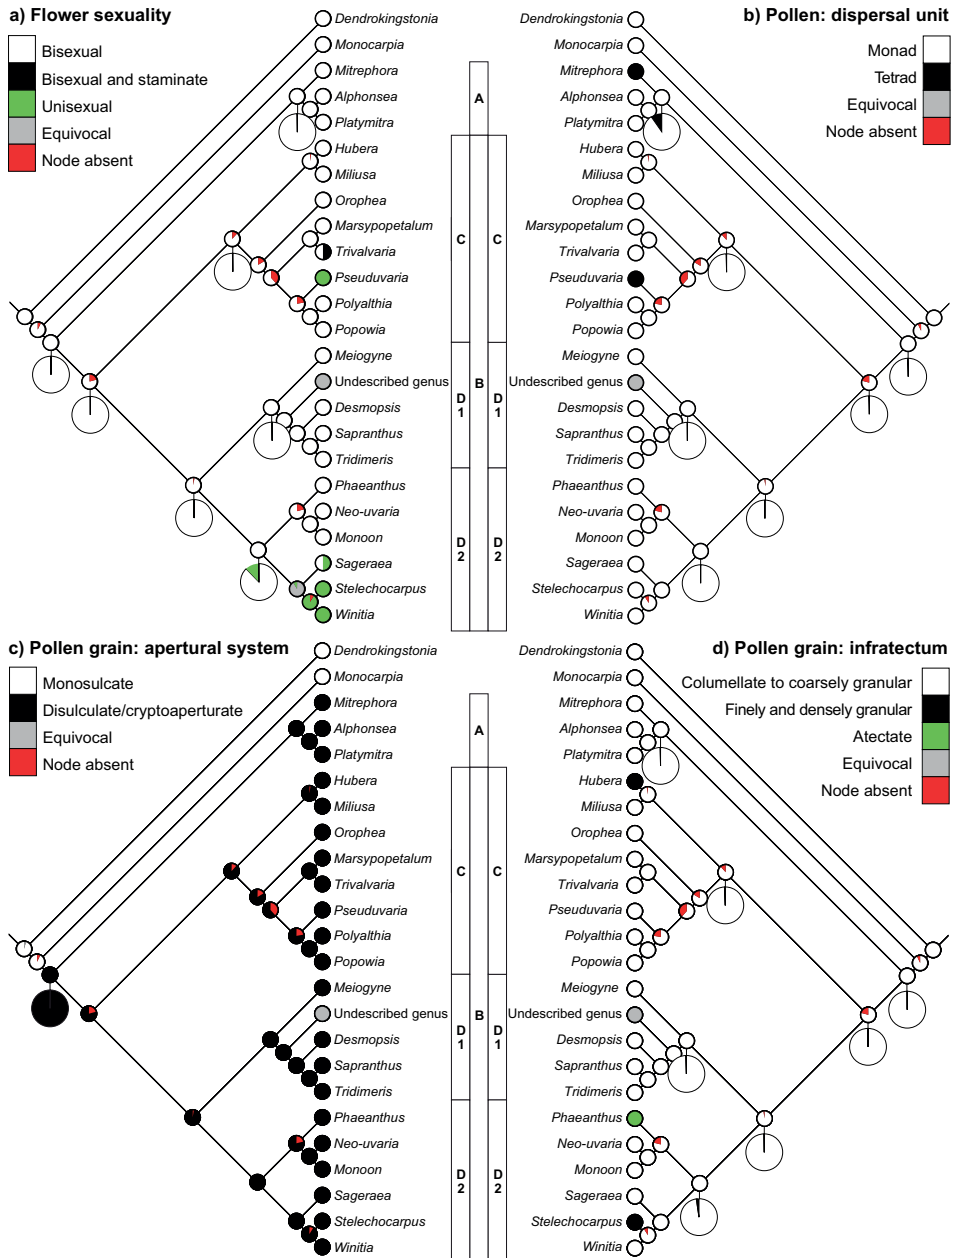 a) Flower sexuality
Bisexual
Bisexual and staminate
Unisexual
Equivocal
Node absent
Dendrokingstonia
Monocarpia
Mitrephora
Alphonsea
Platymitra
Hubera
Miliusa
Orophea
Marsypopetalum
Trivalvaria
Pseuduvaria
Polyalthia
Popowia
Meiogyne
Undescribed genus
Desmopsis
Sapranthus
Tridimeris
Phaeanthus
Neo-uvaria
Monoon
Sageraea
Stelechocarpus
Winitia
A
C
C
B
D
1
D
1
D
2
D
2
b) Pollen: dispersal unit
Monad
Tetrad
Equivocal
Node absent
Dendrokingstonia
Monocarpia
Mitrephora
Alphonsea
Platymitra
Hubera
Miliusa
Orophea
Marsypopetalum
Trivalvaria
Pseuduvaria
Polyalthia
Popowia
Meiogyne
Undescribed genus
Desmopsis
Sapranthus
Tridimeris
Phaeanthus
Neo-uvaria
Monoon
Sageraea
Stelechocarpus
Winitia
c) Pollen grain: apertural system
Monosulcate
Disulculate/cryptoaperturate
Equivocal
Node absent
Dendrokingstonia
Monocarpia
Mitrephora
Alphonsea
Platymitra
Hubera
Miliusa
Orophea
Marsypopetalum
Trivalvaria
Pseuduvaria
Polyalthia
Popowia
Meiogyne
Undescribed genus
Desmopsis
Sapranthus
Tridimeris
Phaeanthus
Neo-uvaria
Monoon
Sageraea
Stelechocarpus
Winitia
A
C
C
B
D
1
D
1
D
2
D
2
d) Pollen grain: infratectum
Columellate to coarsely granular
Finely and densely granular
Atectate
Equivocal
Node absent
Dendrokingstonia
Monocarpia
Mitrephora
Alphonsea
Platymitra
Hubera
Miliusa
Orophea
Marsypopetalum
Trivalvaria
Pseuduvaria
Polyalthia
Popowia
Meiogyne
Undescribed genus
Desmopsis
Sapranthus
Tridimeris
Phaeanthus
Neo-uvaria
Monoon
Sageraea
Stelechocarpus
Winitia